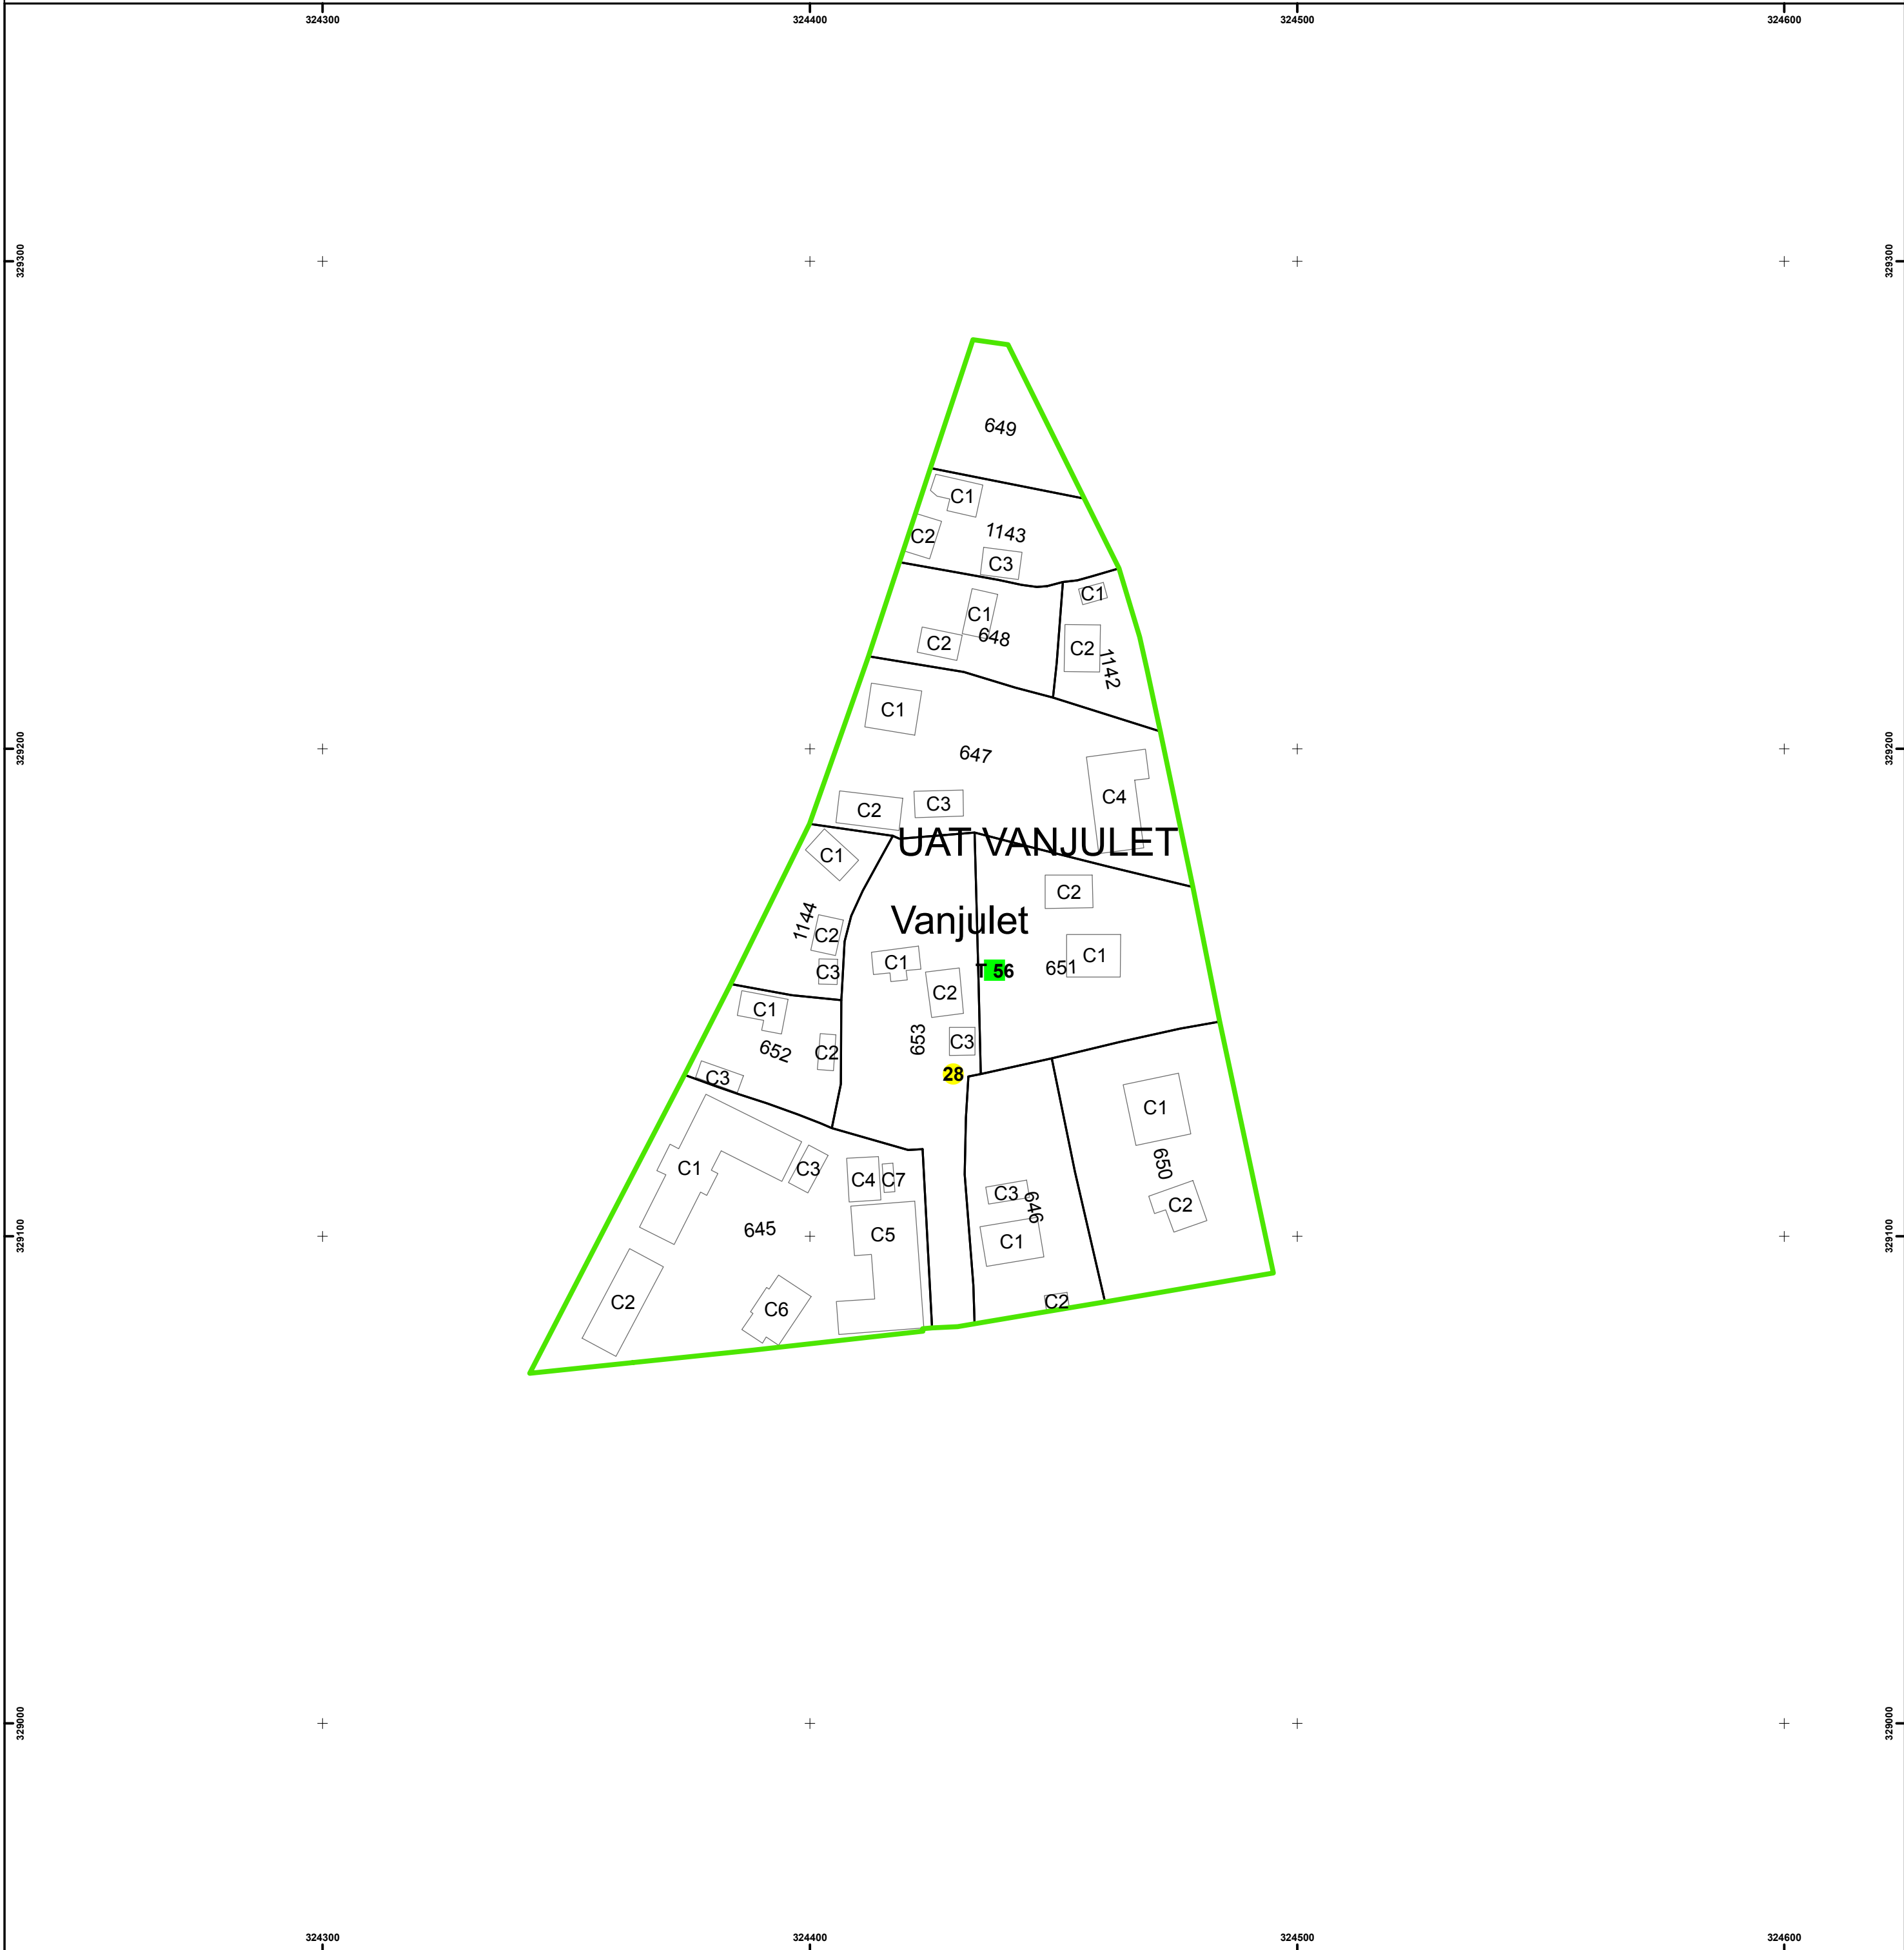 324300
324400
324500
324600
329300
329300
649
C1
C2
1143
C3
C1
C1
648
C2
C2
1142
C1
647
329200
329200
C4
C2
C3
UAT VANJULET
C1
C2
1144
Vanjulet
C2
C1
C1
T 56
651
C3
C2
C1
653
C3
652
C2
C3
28
C1
C1
C3
C4
C7
650
C3
646
C2
645
C5
C1
329100
329100
C2
C6
C2
329000
329000
324300
324400
324500
324600